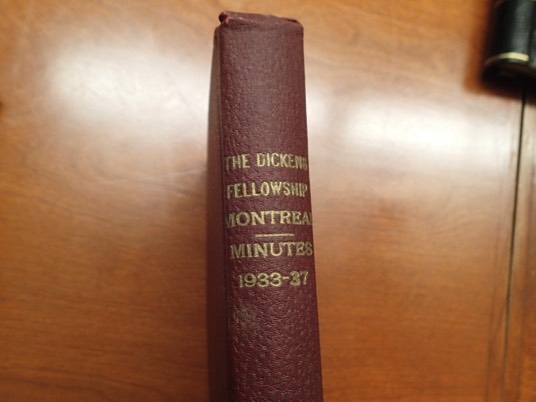 THE DICKENS
FELLOWSHIP
MONTREAL
MINUTES
1933-37